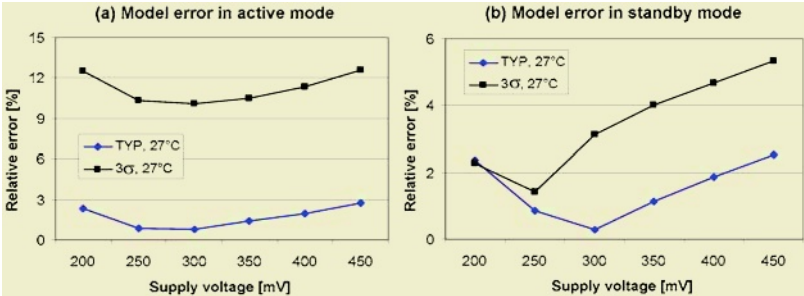 (a) Model error in active mode
15
12
9
6
3
0
Relative error [%]
TYP, 27°C
3σ, 27°C
200 250 300 350 400 450
Supply voltage [mV]
(b) Model error in standby mode
6
4
2
0
Relative error [%]
TYP, 27°C
3σ, 27°C
200 250 300 350 400 450
Supply voltage [mV]